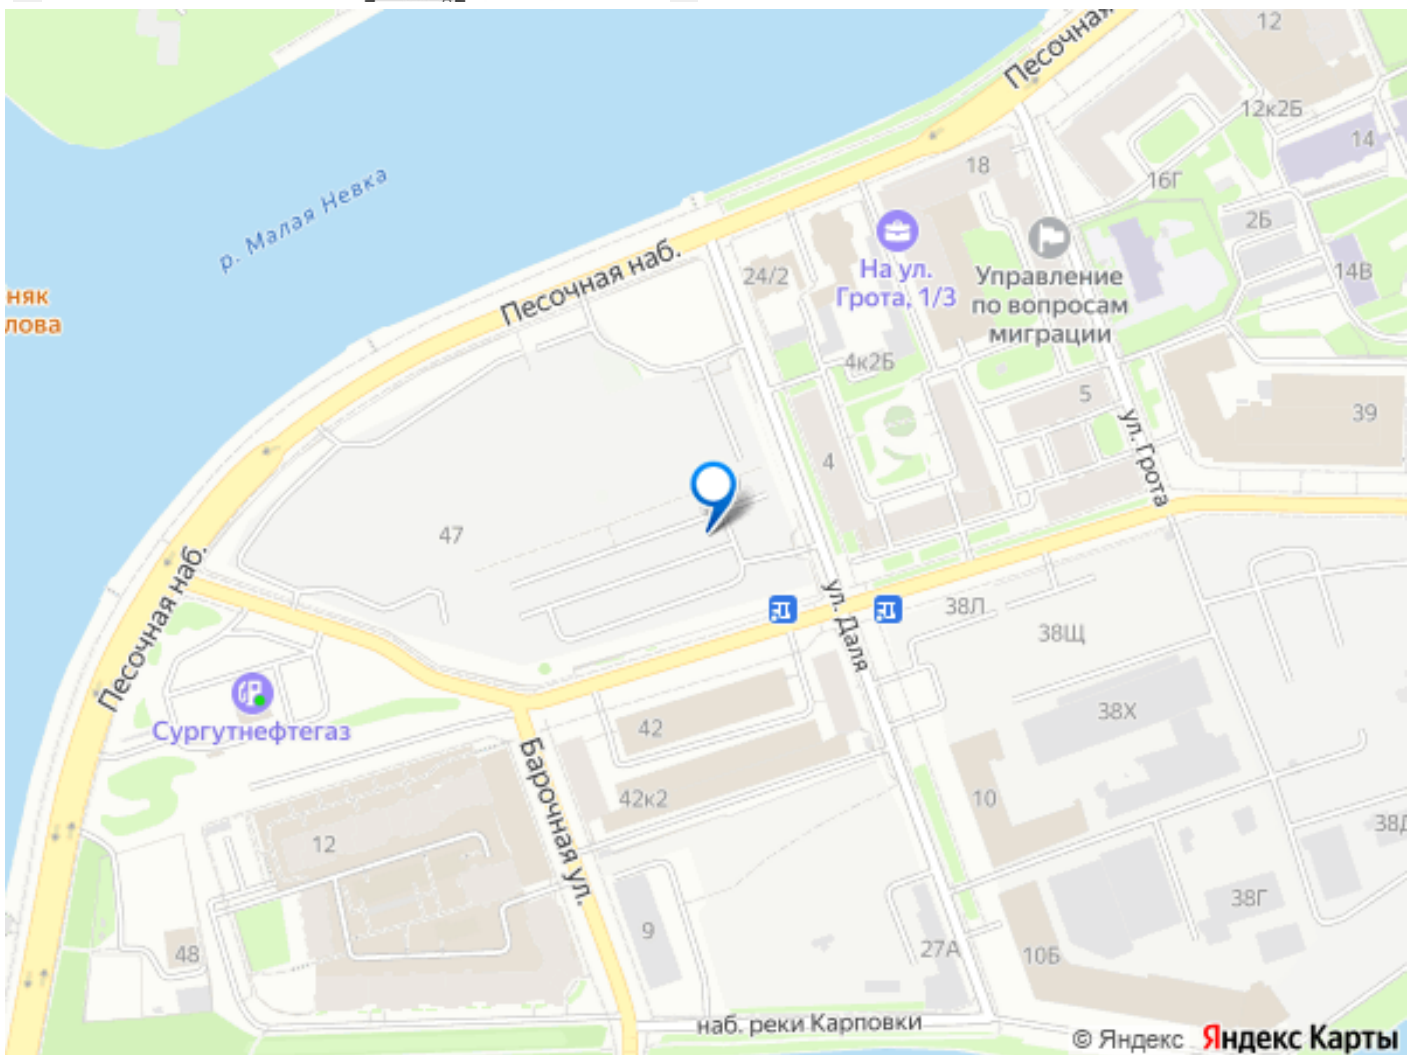 Песочная
12
12к2Б
14
18
16Г
2Б
р. Малая Невка
Песочная наб.
24/2
На ул.
Грота, 1/3
Управление
по вопросам
миграции
14В
няк
лова
4к2Б
5
39
ул. Грота
4
47
Песочная наб.
ул. Даля
38Л
38Щ
Сургутнефтегаз
42
38Х
Барочная ул.
42к2
10
12
38Г
9
48
27А
10Б
наб. реки Карповки
© Яндекс Яндекс Карты